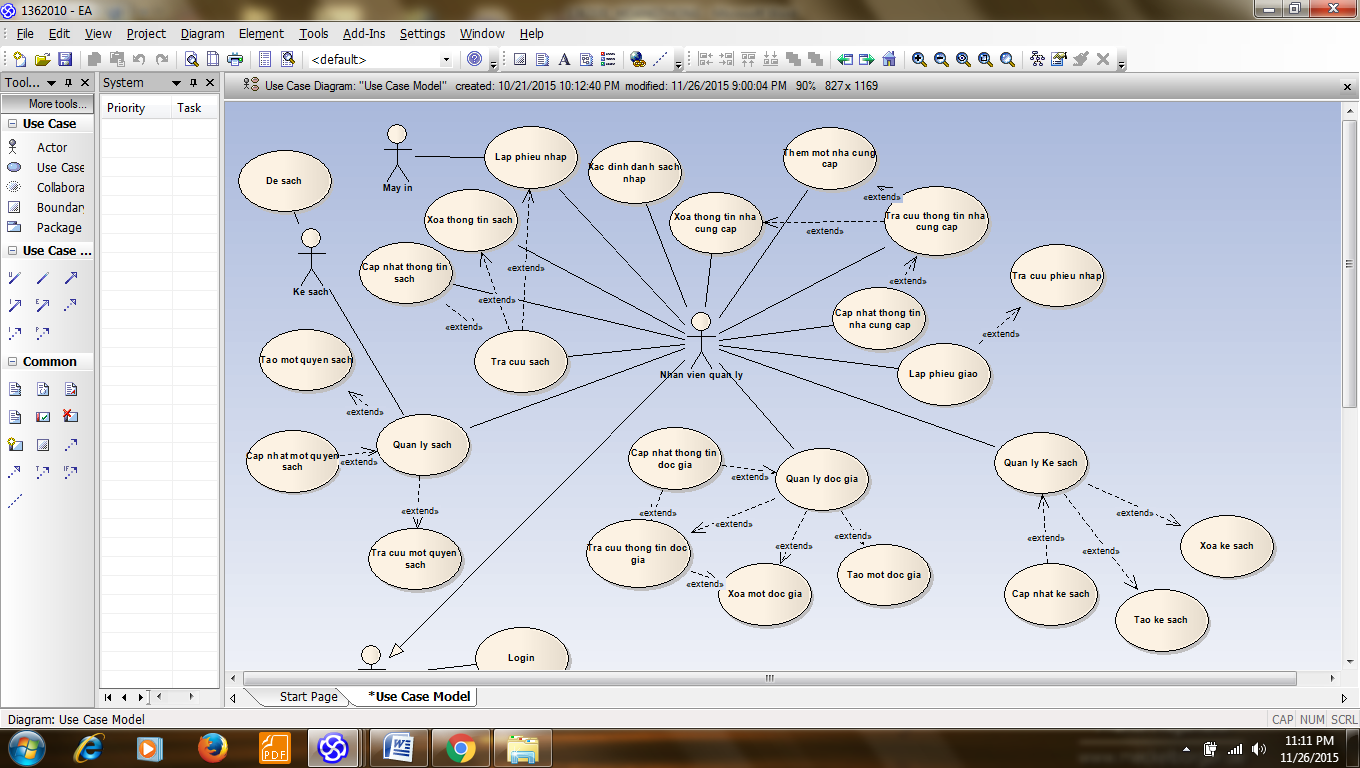 1362010 - EA
File Edit View Project Diagram Element Tools Add-Ins Settings Window Help
<default>
Tool...
System
Use Case Diagram: "Use Case Model" created: 10/21/2015 10:12:40 PM modified: 11/26/2015 9:00:04 PM 90% 827 x 1169
More tools...
Priority Task
Use Case
Actor
Use Case
Collabora
Boundary
Package
Use Case ...
Common
May in
Lap phieu nhap
Xac dinh danh sach
nhap
Them mot nha cung
cap
De sach
«extend»
Xoa thong tin sach
Xoa thong tin nha
cung cap
Tra cuu thong tin nha
cung cap
«extend»
Ke sach
Cap nhat thong tin
sach
«extend»
«extend»
Tra cuu phieu nhap
«extend»
«extend»
Cap nhat thong tin
nha cung cap
«extend»
Tao mot quyen sach
Tra cuu sach
Nhan vien quan ly
Lap phieu giao
«extend»
Quan ly sach
Cap nhat mot quyen
sach
«extend»
Cap nhat thong tin
doc gia
Quan ly doc gia
«extend»
Quan ly Ke sach
«extend»
«extend»
«extend»
«extend»
Tra cuu mot quyen
sach
Tra cuu thong tin doc
gia
«extend»
«extend»
«extend»
«extend»
Xoa ke sach
«extend»
Xoa mot doc gia
Tao mot doc gia
Cap nhat ke sach
Tao ke sach
Login
Start Page
*Use Case Model
Diagram: Use Case Model
CAP NUM SCRL
PDF
11:11 PM
11/26/2015